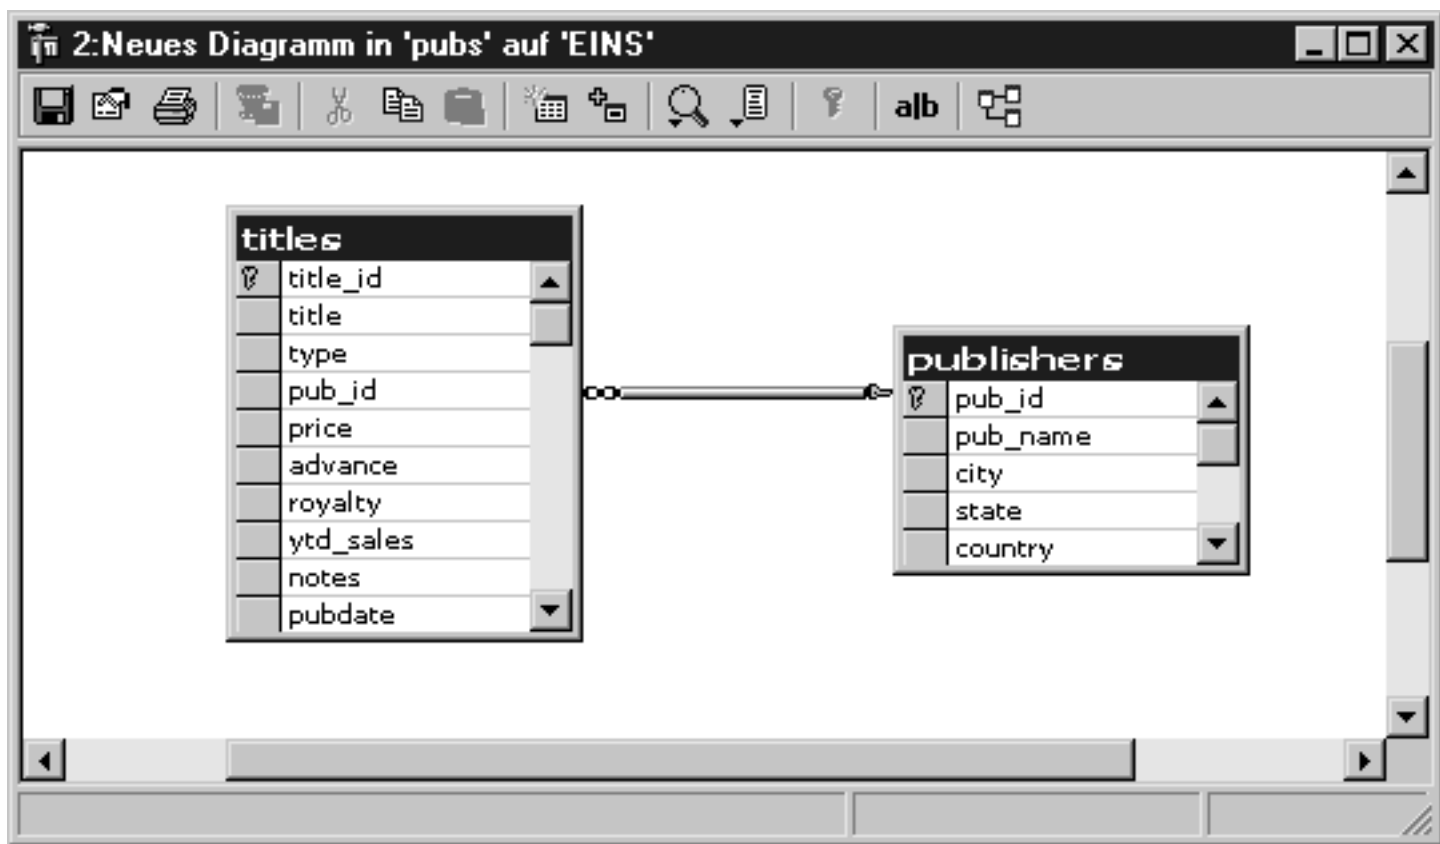 2:Neues Diagramm in 'pubs' auf 'EINS'
a|b
titles
title_id
title
type
pub_id
price
advance
royalty
ytd_sales
notes
pubdate
publishers
pub_id
pub_name
city
state
country